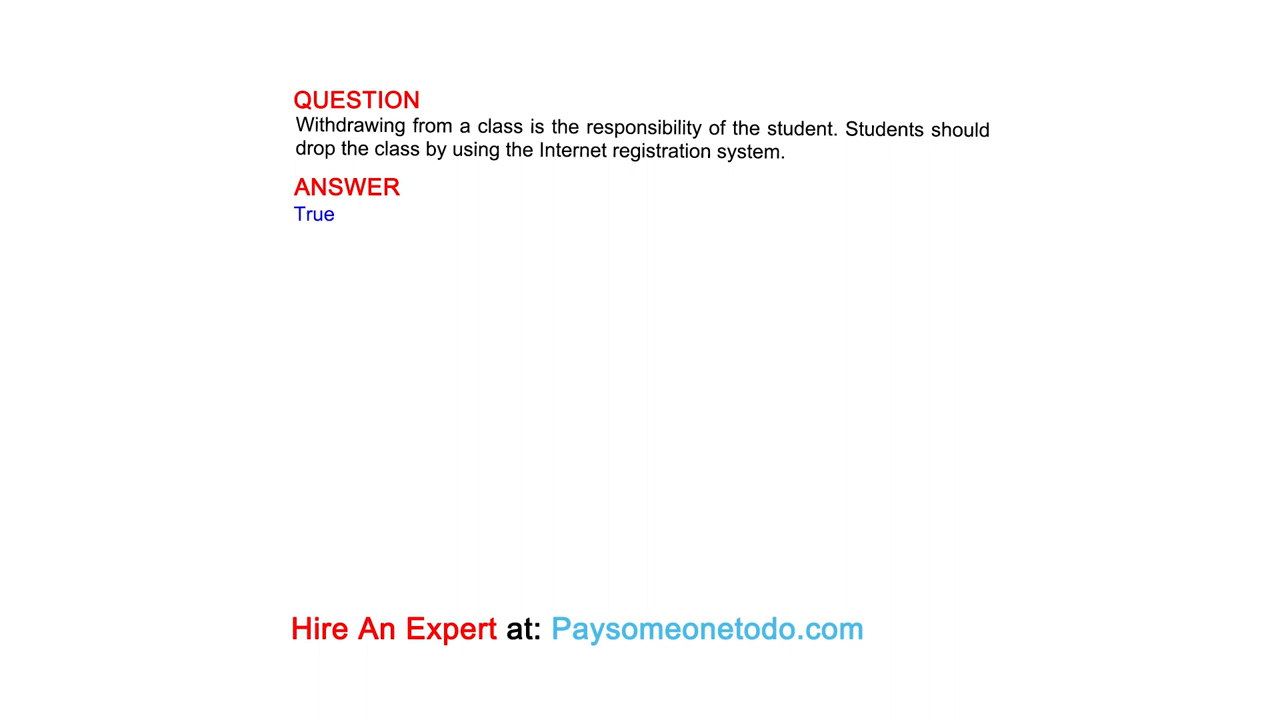 QUESTION
Withdrawing from a class is the responsibility of the student. Students should
drop the class by using the Internet registration system.
ANSWER
True
Hire An Expert at: Paysomeonetodo.com